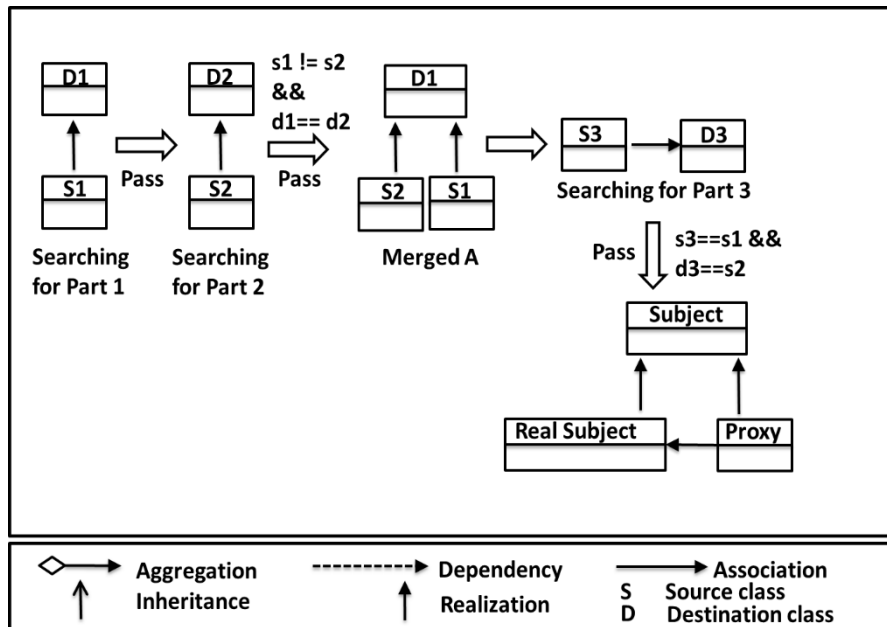 D1
S1
Searching
for Part 1
Pass
D2
S2
Searching
for Part 2
s1 != s2
&&
d1== d2
Pass
D1
S2
S1
Merged A
S3
D3
Searching for Part 3
Pass
s3==s1 &&
d3==s2
Subject
Real Subject
Proxy
Aggregation
Inheritance
Dependency
Realization
Association
S Source class
D Destination class